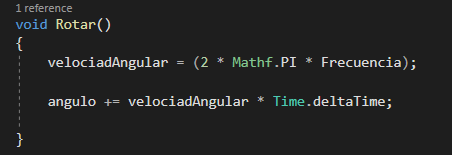 1 reference
void Rotar()
{
velociadAngular = (2 * Mathf.PI * Frecuencia);
angulo += velociadAngular * Time.deltaTime;
}